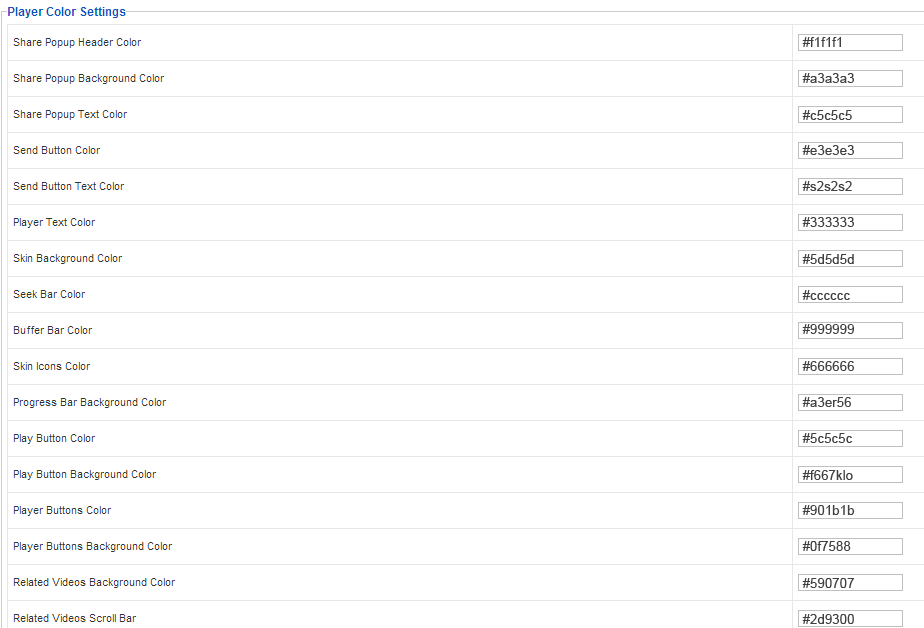 Player Color Settings
Share Popup Header Color #f1f1f1
Share Popup Background Color #a3a3a3
Share Popup Text Color #c5c5c5
Send Button Color #e3e3e3
Send Button Text Color #s2s2s2
Player Text Color #333333
Skin Background Color #5d5d5d
Seek Bar Color #cccccc
Buffer Bar Color #999999
Skin Icons Color #666666
Progress Bar Background Color #a3er56
Play Button Color #5c5c5c
Play Button Background Color #f667klo
Player Buttons Color #901b1b
Player Buttons Background Color #0f7588
Related Videos Background Color #590707
Related Videos Scroll Bar #2d9300